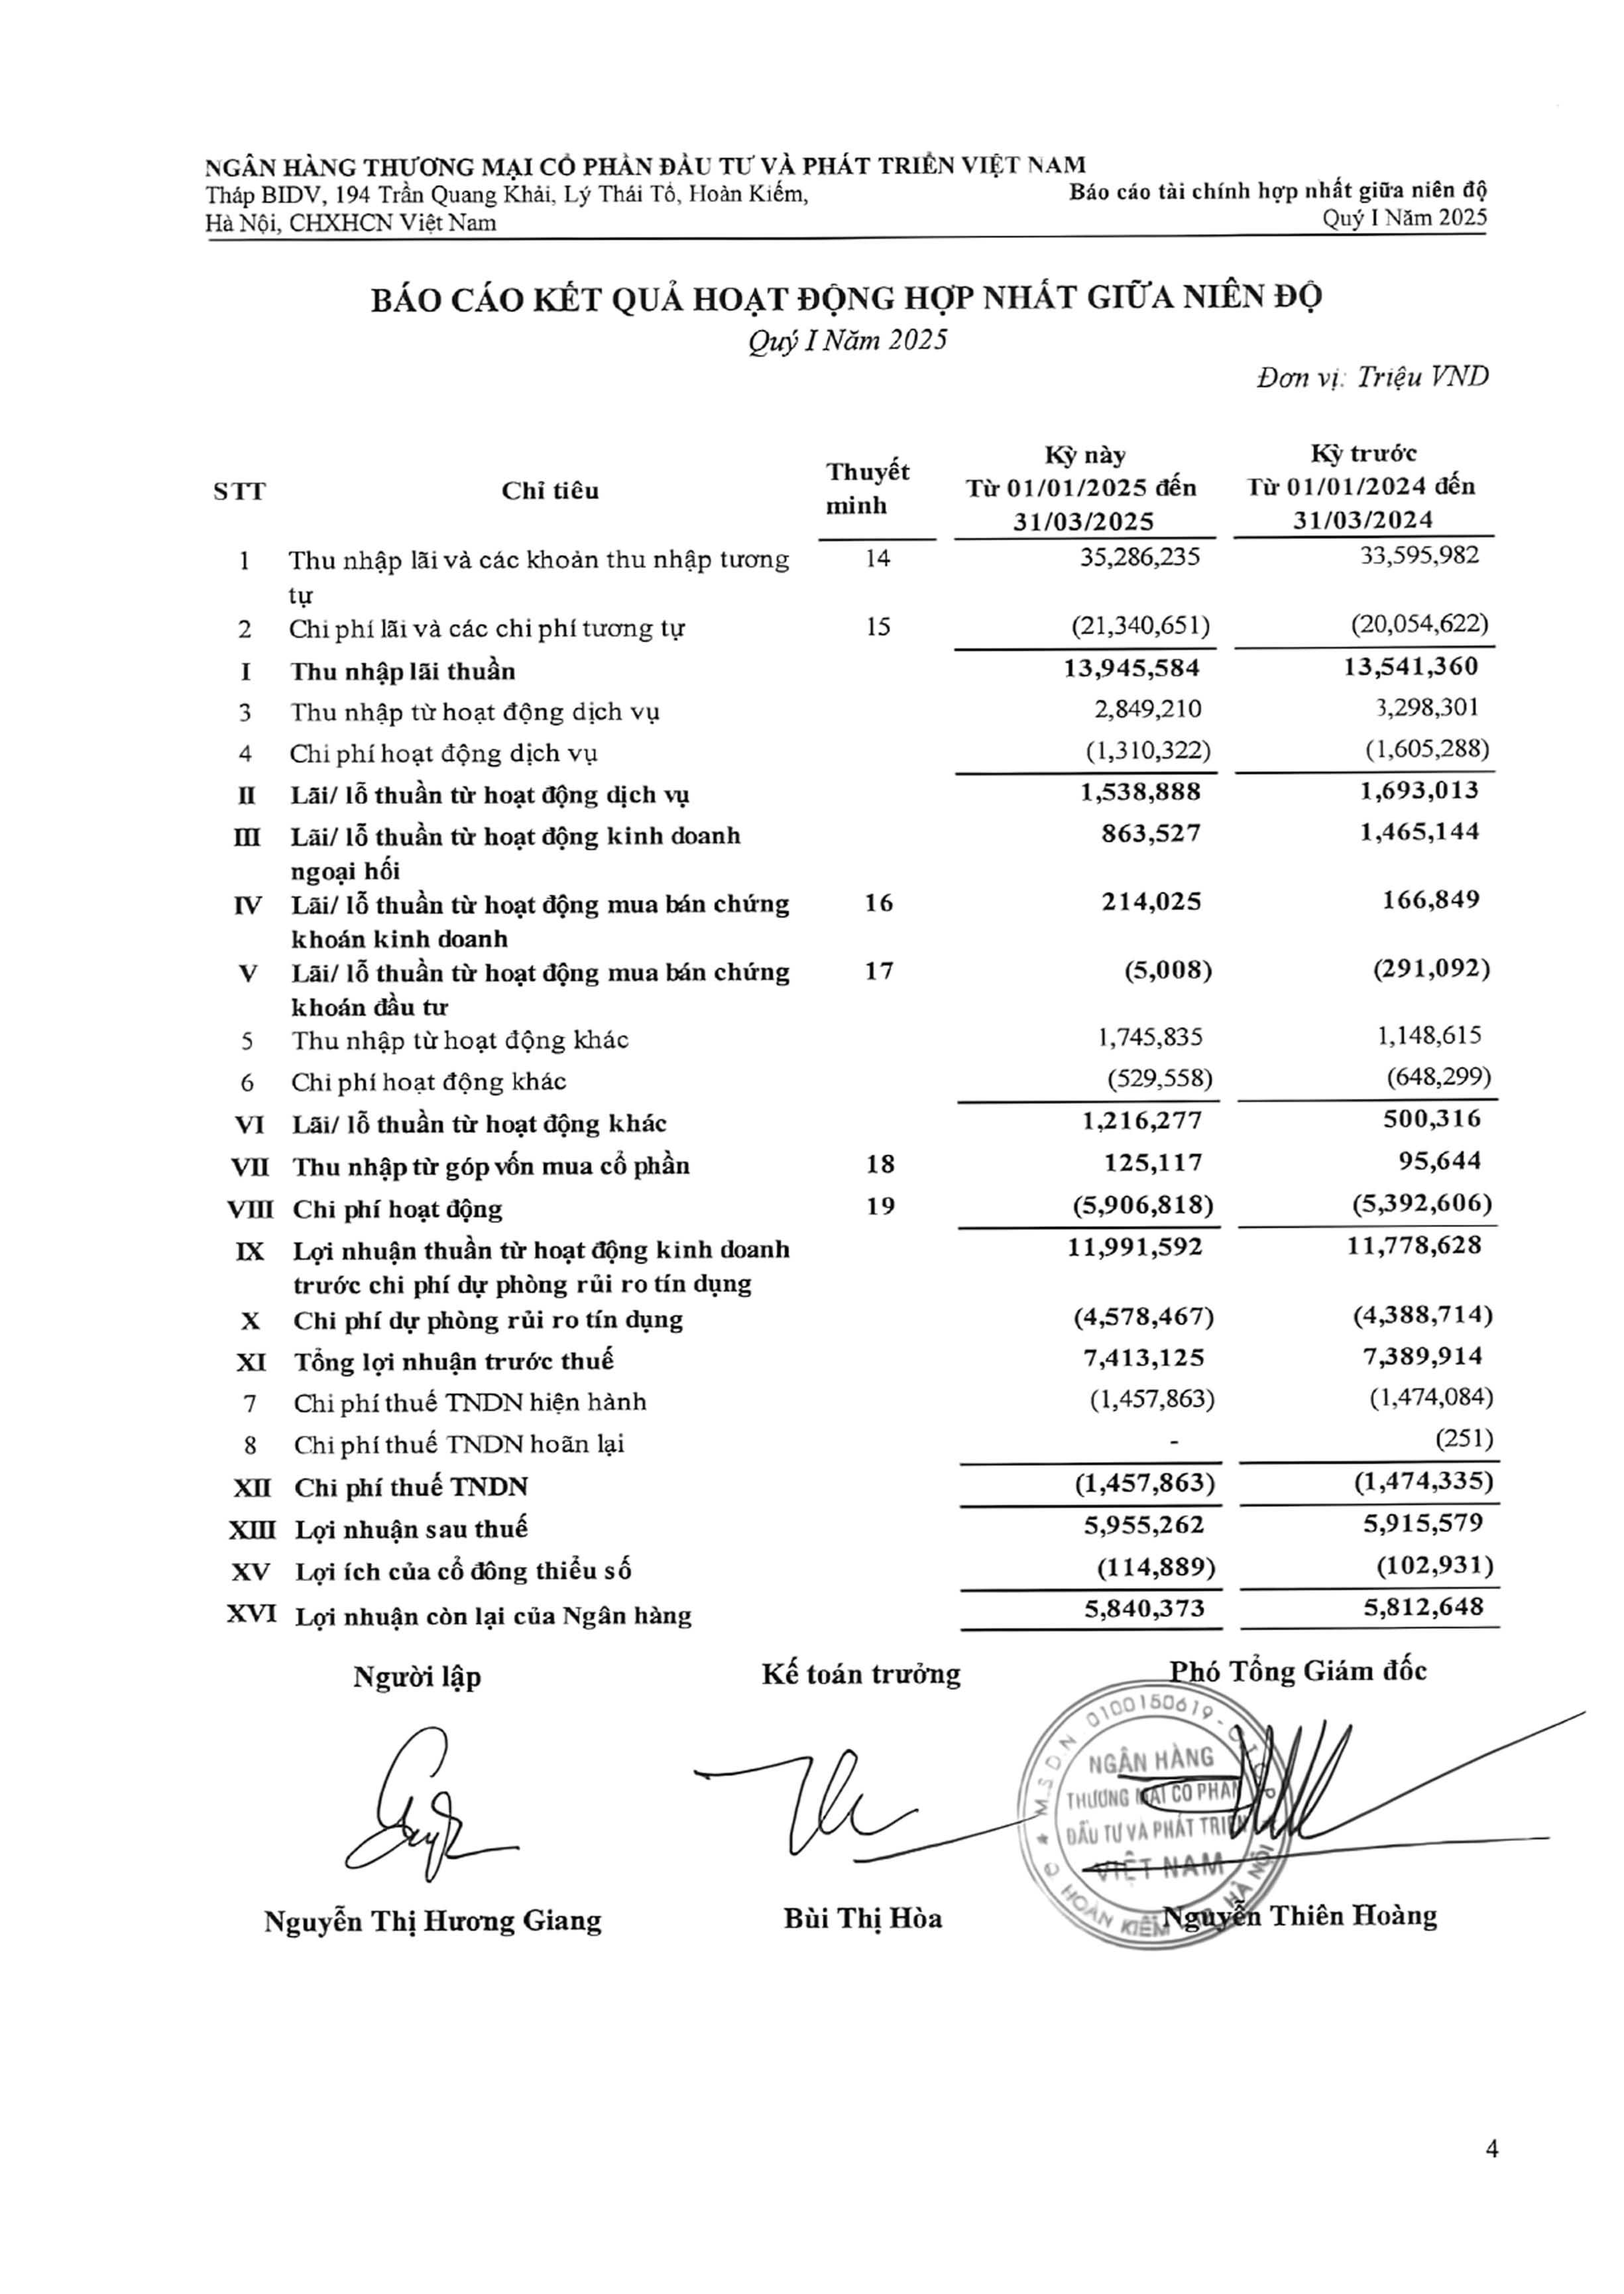 NGÂN HÀNG THƯƠNG MẠI CỔ PHẦN ĐẦU TƯ VÀ PHÁT TRIỂN VIỆT NAM
Tháp BIDV, 194 Trần Quang Khải, Lý Thái Tổ, Hoàn Kiếm,
Báo cáo tài chính hợp nhất giữa niên độ
Hà Nội, CHXHCN Việt Nam
Quý I Năm 2025
BÁO CÁO KẾT QUẢ HOẠT ĐỘNG HỢP NHẤT GIỮA NIÊN ĐỘ
Quý I Năm 2025
Đơn vị: Triệu VND
STT Chỉ tiêu Thuyết minh Kỳ này Từ 01/01/2025 đến 31/03/2025 Kỳ trước Từ 01/01/2024 đến 31/03/2024
1 Thu nhập lãi và các khoản thu nhập tương 14 35,286,235 33,595,982
tự
2 Chi phí lãi và các chi phí tương tự 15 (21,340,651) (20,054,622)
I Thu nhập lãi thuần 13,945,584 13,541,360
3 Thu nhập từ hoạt động dịch vụ 2,849,210 3,298,301
4 Chi phí hoạt động dịch vụ (1,310,322) (1,605,288)
II Lãi/ lỗ thuần từ hoạt động dịch vụ 1,538,888 1,693,013
III Lãi/ lỗ thuần từ hoạt động kinh doanh 863,527 1,465,144
ngoại hối
IV Lãi/ lỗ thuần từ hoạt động mua bán chứng 16 214,025 166,849
khoán kinh doanh
V Lãi/ lỗ thuần từ hoạt động mua bán chứng 17 (5,008) (291,092)
khoán đầu tư
5 Thu nhập từ hoạt động khác 1,745,835 1,148,615
6 Chi phí hoạt động khác (529,558) (648,299)
VI Lãi/ lỗ thuần từ hoạt động khác 1,216,277 500,316
VII Thu nhập từ góp vốn mua cổ phần 18 125,117 95,644
VIII Chi phí hoạt động 19 (5,906,818) (5,392,606)
IX Lợi nhuận thuần từ hoạt động kinh doanh 11,991,592 11,778,628
trước chi phí dự phòng rủi ro tín dụng
X Chi phí dự phòng rủi ro tín dụng (4,578,467) (4,388,714)
XI Tổng lợi nhuận trước thuế 7,413,125 7,389,914
7 Chi phí thuế TNDN hiện hành (1,457,863) (1,474,084)
8 Chi phí thuế TNDN hoãn lại - (251)
XII Chi phí thuế TNDN (1,457,863) (1,474,335)
XIII Lợi nhuận sau thuế 5,955,262 5,915,579
XV Lợi ích của cổ đông thiểu số (114,889) (102,931)
XVI Lợi nhuận còn lại của Ngân hàng 5,840,373 5,812,648
Người lập Kế toán trưởng Phó Tổng Giám đốc
M.S.D.N 0100150619 - C.T.C.P
NGÂN HÀNG
THƯƠNG MẠI CỔ PHẦN
ĐẦU TƯ VÀ PHÁT TRIỂN
VIỆT NAM
HOÀN KIẾM HÀ NỘI
Nguyễn Thị Hương Giang Bùi Thị Hòa Nguyễn Thiên Hoàng
4